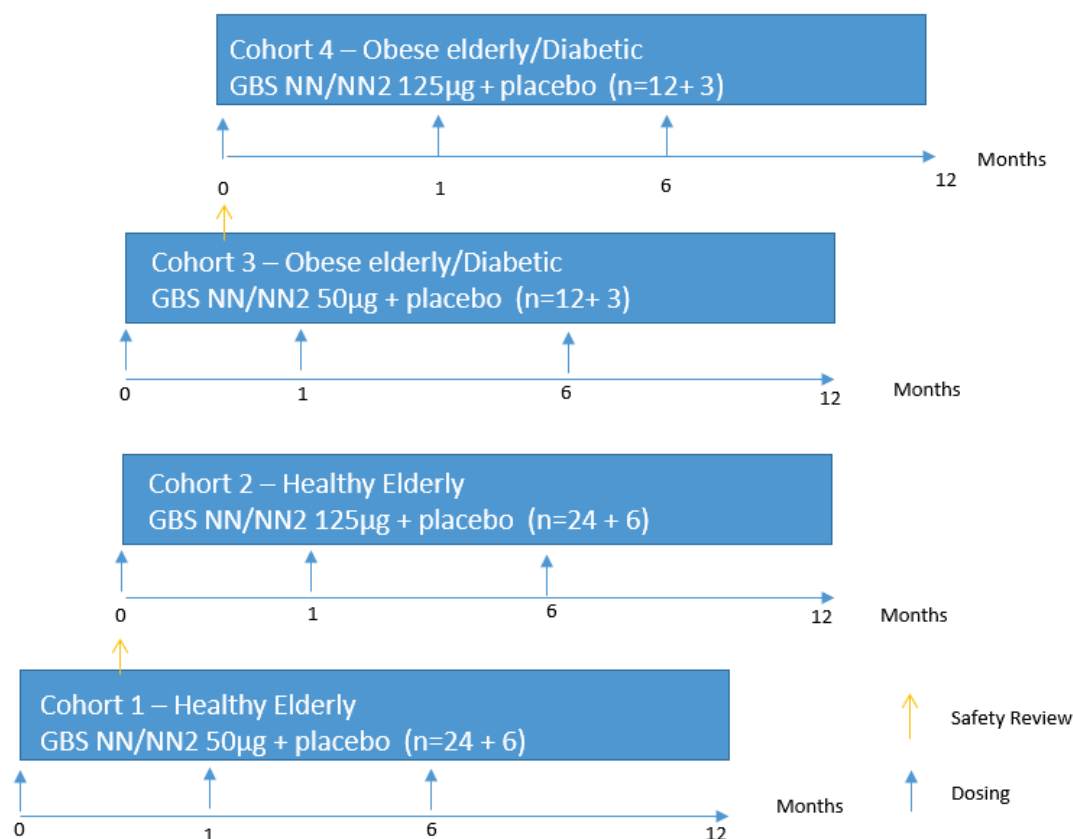 Cohort 4 – Obese elderly/Diabetic
GBS NN/NN2 125µg + placebo (n=12+ 3)
Months
0
1
6
12
Cohort 3 – Obese elderly/Diabetic
GBS NN/NN2 50µg + placebo (n=12+ 3)
0
1
6
12
Months
Cohort 2 – Healthy Elderly
GBS NN/NN2 125µg + placebo (n=24 + 6)
0
1
6
12
Months
Cohort 1 – Healthy Elderly
GBS NN/NN2 50µg + placebo (n=24 + 6)
Safety Review
Dosing
Months
0
1
6
12